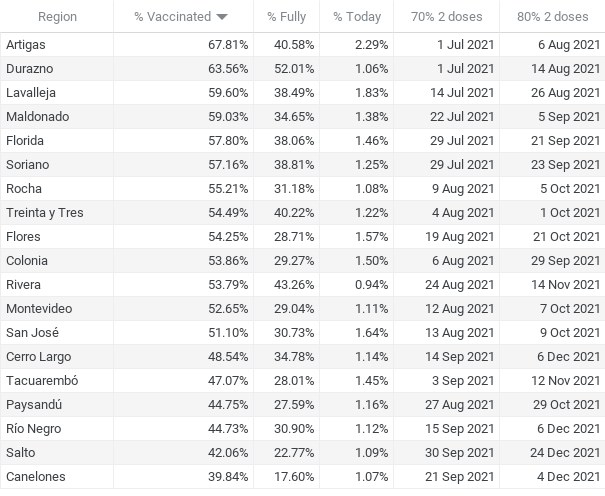 Region % Vaccinated % Fully % Today 70% 2 doses 80% 2 doses
Artigas 67.81% 40.58% 2.29% 1 Jul 2021 6 Aug 2021
Durazno 63.56% 52.01% 1.06% 1 Jul 2021 14 Aug 2021
Lavalleja 59.60% 38.49% 1.83% 14 Jul 2021 26 Aug 2021
Maldonado 59.03% 34.65% 1.38% 22 Jul 2021 5 Sep 2021
Florida 57.80% 38.06% 1.46% 29 Jul 2021 21 Sep 2021
Soriano 57.16% 38.81% 1.25% 29 Jul 2021 23 Sep 2021
Rocha 55.21% 31.18% 1.08% 9 Aug 2021 5 Oct 2021
Treinta y Tres 54.49% 40.22% 1.22% 4 Aug 2021 1 Oct 2021
Flores 54.25% 28.71% 1.57% 19 Aug 2021 21 Oct 2021
Colonia 53.86% 29.27% 1.50% 6 Aug 2021 29 Sep 2021
Rivera 53.79% 43.26% 0.94% 24 Aug 2021 14 Nov 2021
Montevideo 52.65% 29.04% 1.11% 12 Aug 2021 7 Oct 2021
San José 51.10% 30.73% 1.64% 13 Aug 2021 9 Oct 2021
Cerro Largo 48.54% 34.78% 1.14% 14 Sep 2021 6 Dec 2021
Tacuarembó 47.07% 28.01% 1.45% 3 Sep 2021 12 Nov 2021
Paysandú 44.75% 27.59% 1.16% 27 Aug 2021 29 Oct 2021
Río Negro 44.73% 30.90% 1.12% 15 Sep 2021 6 Dec 2021
Salto 42.06% 22.77% 1.09% 30 Sep 2021 24 Dec 2021
Canelones 39.84% 17.60% 1.07% 21 Sep 2021 4 Dec 2021